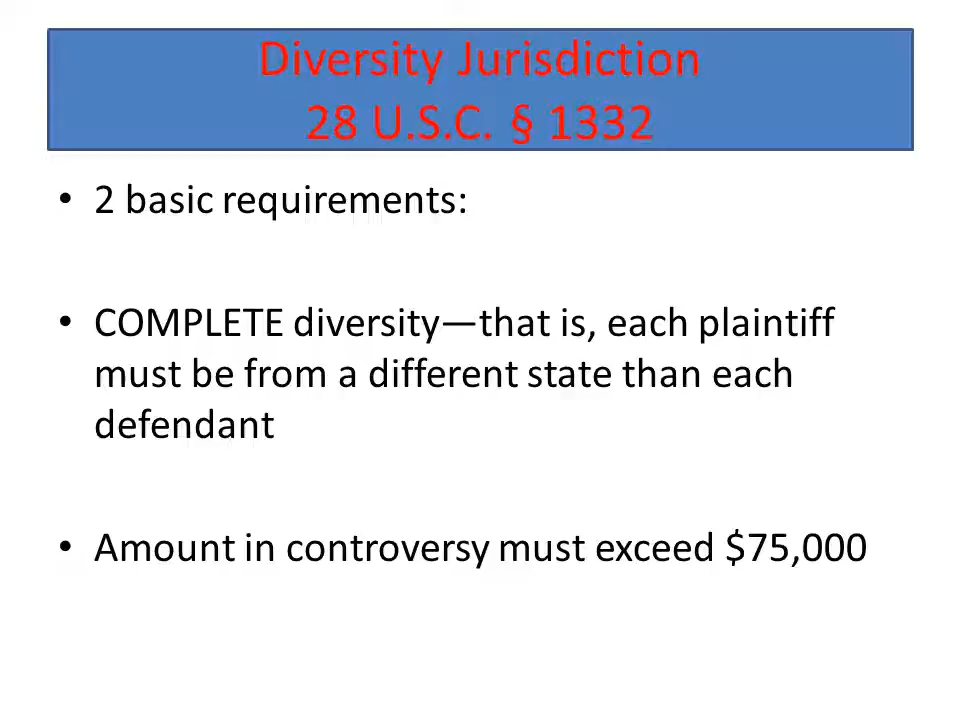 Diversity Jurisdiction
28 U.S.C. § 1332
• 2 basic requirements:
• COMPLETE diversity—that is, each plaintiff
must be from a different state than each
defendant
• Amount in controversy must exceed $75,000